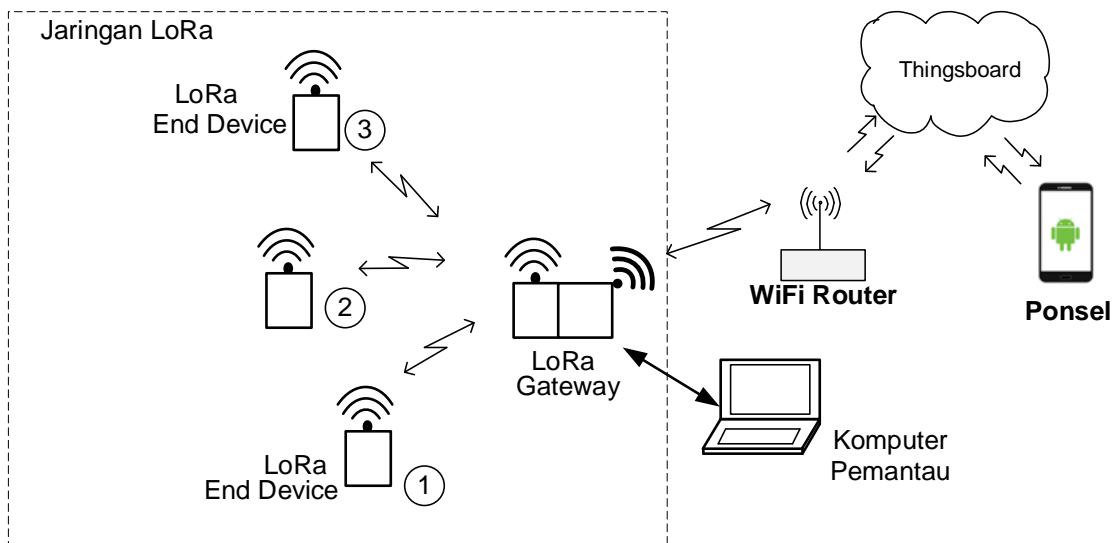 Jaringan LoRa
LoRa
End Device
3
2
LoRa
End Device
1
LoRa
Gateway
Thingsboard
WiFi Router
Ponsel
Komputer
Pemantau